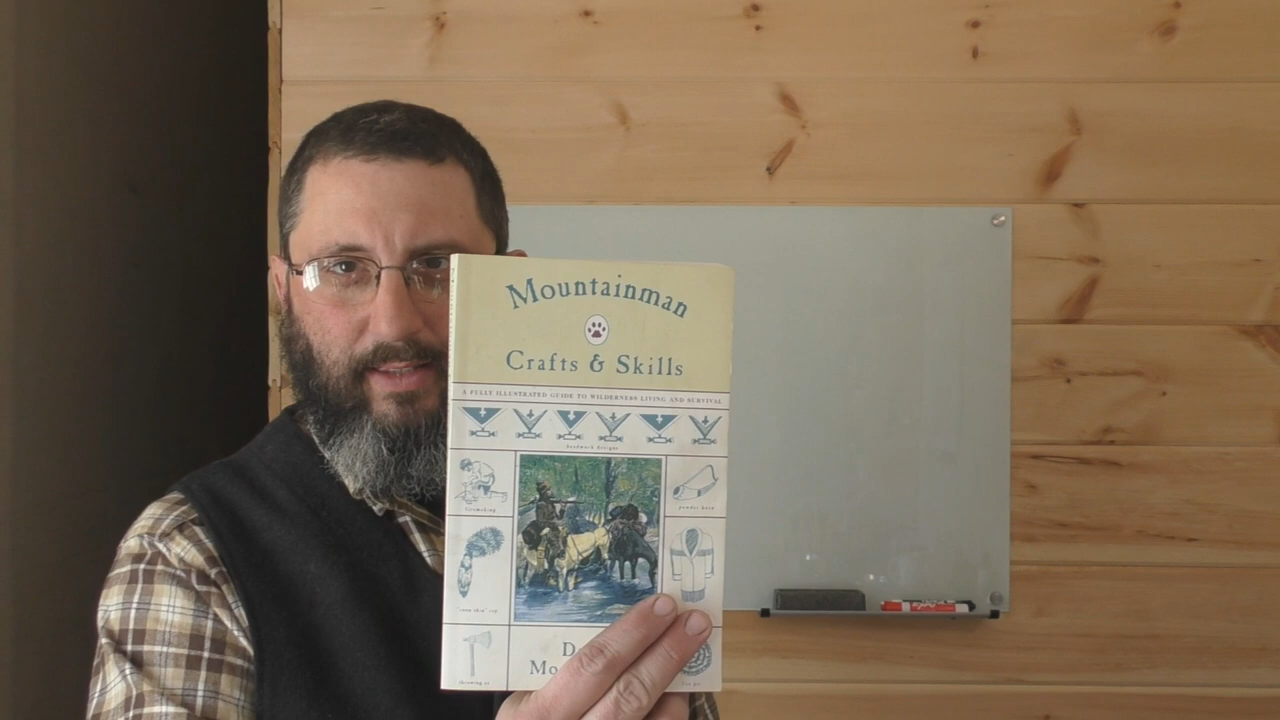 Mountainman
Crafts & Skills
A FULLY ILLUSTRATED GUIDE TO WILDERNESS LIVING AND SURVIVAL
beadwork designs
firemaking
powder horn
"coon skin" cap
D
Mo
throwing ax